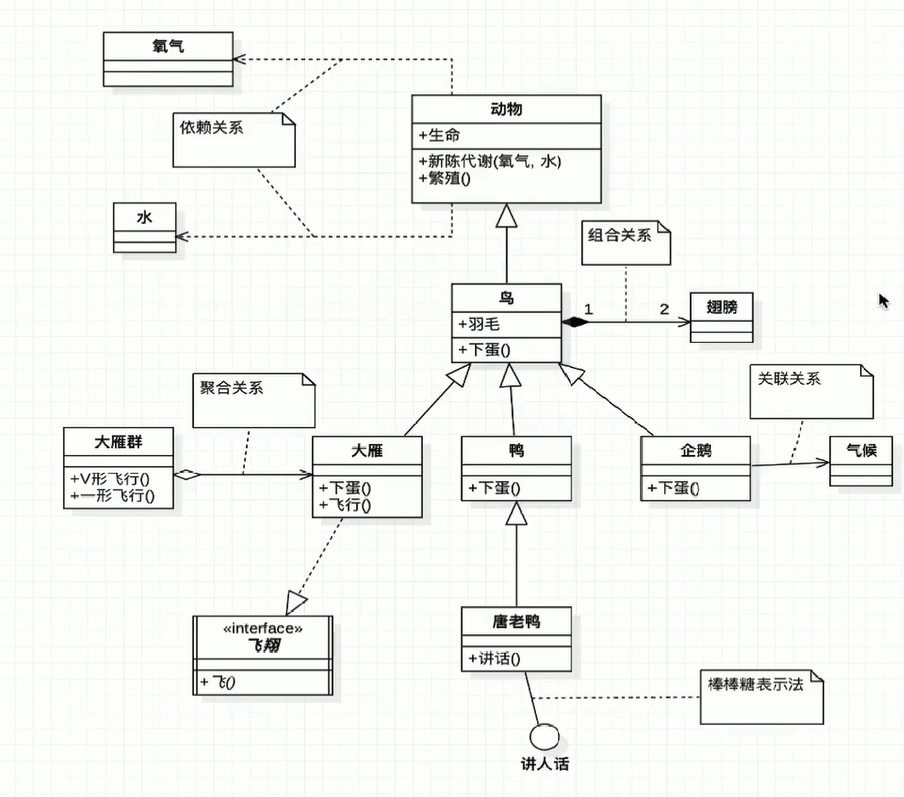 氧气
依赖关系
水
动物
+生命
+新陈代谢(氧气, 水)
+繁殖()
组合关系
鸟
+羽毛
+下蛋()
1
2
翅膀
聚合关系
关联关系
大雁群
+V形飞行()
+一形飞行()
大雁
+下蛋()
+飞行()
鸭
+下蛋()
企鹅
+下蛋()
气候
«interface»
飞翔
+飞()
唐老鸭
+讲话()
棒棒糖表示法
讲人话